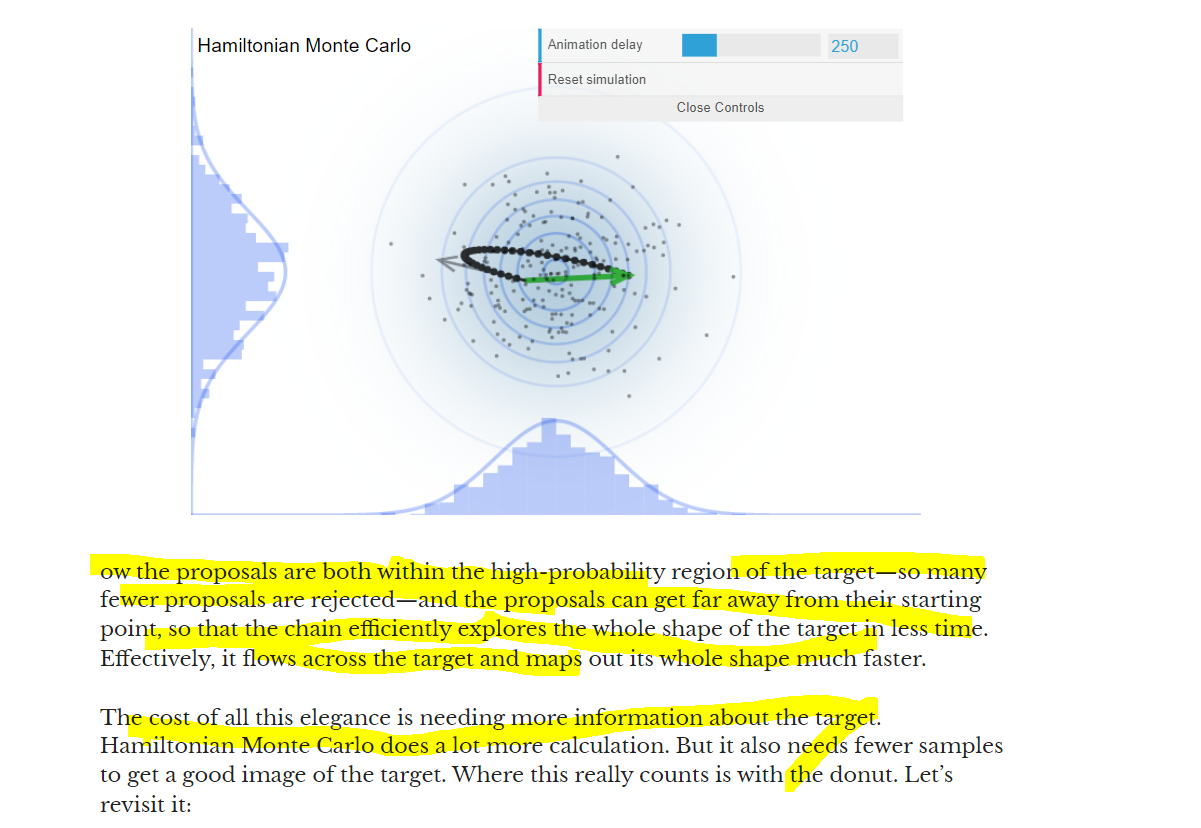 Hamiltonian Monte Carlo
Animation delay 250
Reset simulation
Close Controls
ow the proposals are both within the high-probability region of the target—so many
fewer proposals are rejected—and the proposals can get far away from their starting
point, so that the chain efficiently explores the whole shape of the target in less time.
Effectively, it flows across the target and maps out its whole shape much faster.
The cost of all this elegance is needing more information about the target.
Hamiltonian Monte Carlo does a lot more calculation. But it also needs fewer samples
to get a good image of the target. Where this really counts is with the donut. Let’s
revisit it: